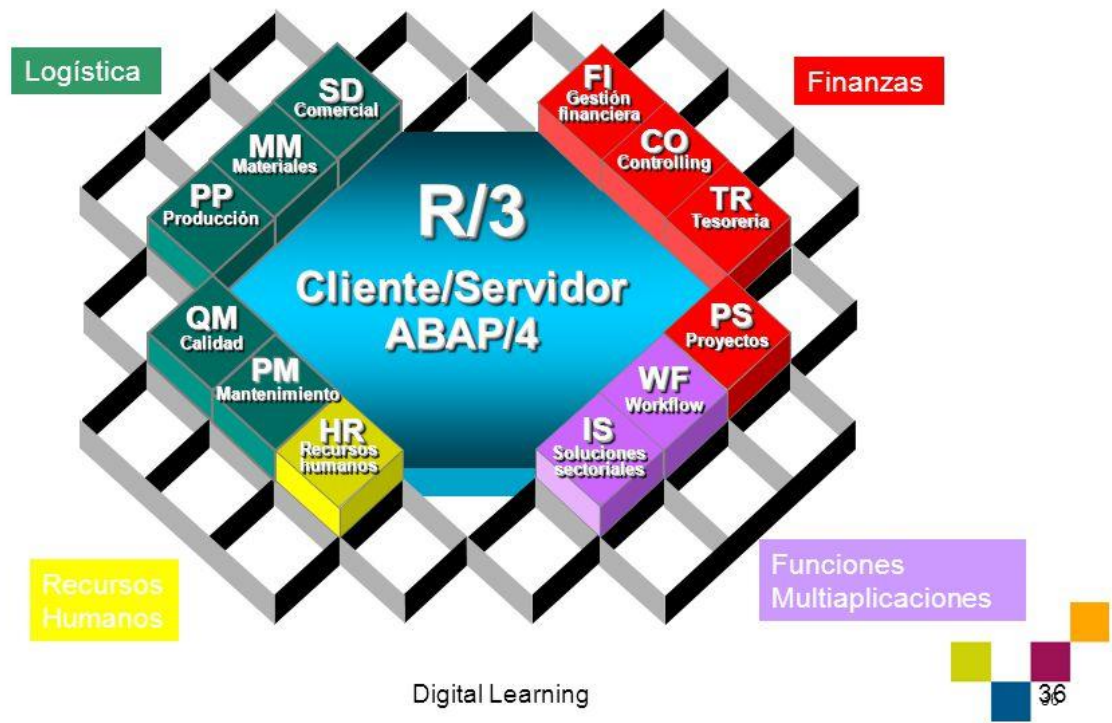 Logística
SD
Comercial
MM
Materiales
PP
Producción
QM
Calidad
PM
Mantenimiento
HR
Recursos
humanos
R/3
Cliente/Servidor
ABAP/4
FI
Gestión
financiera
CO
Controlling
TR
Tesorería
PS
Proyectos
WF
Workflow
IS
Soluciones
sectoriales
Finanzas
Recursos
Humanos
Funciones
Multiaplicaciones
Digital Learning
36